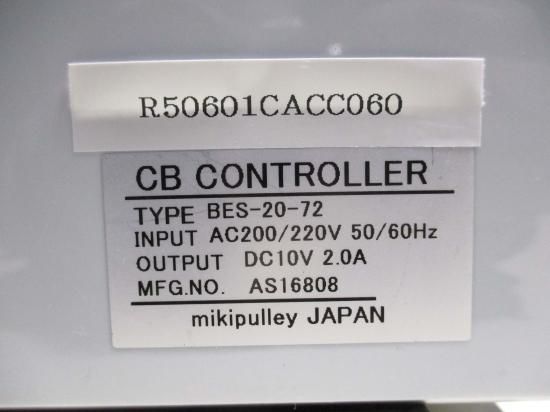 R50601CACC060
CB CONTROLLER
TYPE BES-20-72
INPUT AC200/220V 50/60Hz
OUTPUT DC10V 2.0A
MFG.NO. AS16808
mikipulley JAPAN